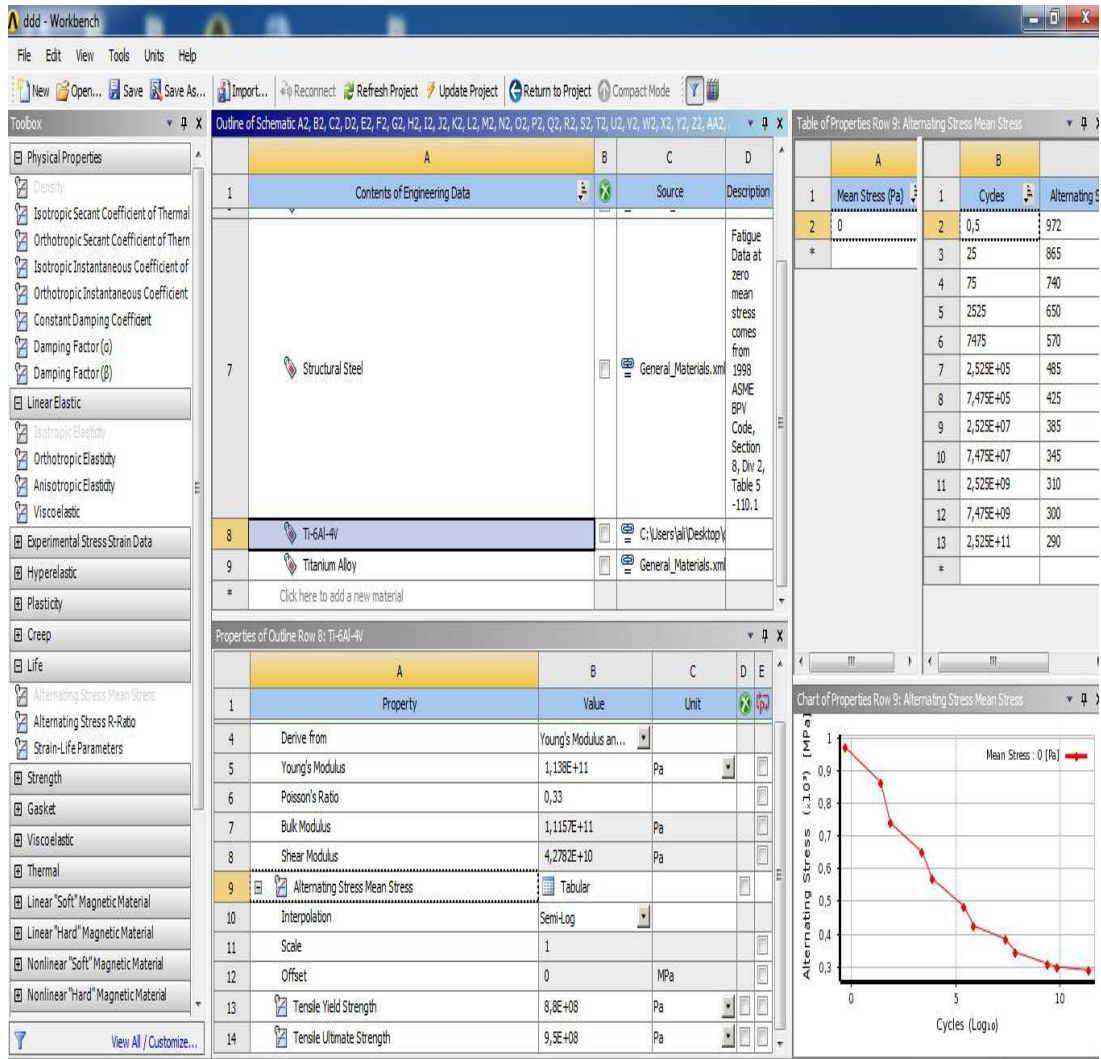 ddd - Workbench
File Edit View Tools Units Help
New Open... Save Save As... Import... Reconnect Refresh Project Update Project Return to Project Compact Mode
Toolbox
Physical Properties
Density
Isotropic Secant Coefficient of Thermal
Orthotropic Secant Coefficient of Therm
Isotropic Instantaneous Coefficient of
Orthotropic Instantaneous Coefficient
Constant Damping Coefficient
Damping Factor (α)
Damping Factor (β)
Linear Elastic
Isotropic Elasticity
Orthotropic Elasticity
Anisotropic Elasticity
Viscoelastic
Experimental Stress Strain Data
Hyperelastic
Plasticity
Creep
Life
Alternating Stress Mean Stress
Alternating Stress R-Ratio
Strain-Life Parameters
Strength
Gasket
Viscoelastic
Thermal
Linear "Soft" Magnetic Material
Linear "Hard" Magnetic Material
Nonlinear "Soft" Magnetic Material
Nonlinear "Hard" Magnetic Material
View All / Customize...
Outline of Schematic A2, B2, C2, D2, E2, F2, G2, H2, I2, J2, K2, L2, M2, N2, O2, P2, Q2, R2, S2, T2, U2, V2, W2, X2, Y2, Z2, AA2,
A B C D
1 Contents of Engineering Data Source Description
7 Structural Steel General_Materials.xml
Fatigue
Data at
zero
mean
stress
comes
from
1998
ASME
BPV
Code,
Section
8, Div 2,
Table 5
-110.1
8 Ti-6Al-4V C:\Users\ali\Desktop\
9 Titanium Alloy General_Materials.xml
* Click here to add a new material
Properties of Outline Row 8: Ti-6Al-4V
A B C D E
1 Property Value Unit
4 Derive from Young's Modulus an...
5 Young's Modulus 1,138E+11 Pa
6 Poisson's Ratio 0,33
7 Bulk Modulus 1,1157E+11 Pa
8 Shear Modulus 4,2782E+10 Pa
9 Alternating Stress Mean Stress Tabular
10 Interpolation Semi-Log
11 Scale 1
12 Offset 0 MPa
13 Tensile Yield Strength 8,8E+08 Pa
14 Tensile Ultimate Strength 9,5E+08 Pa
Table of Properties Row 9: Alternating Stress Mean Stress
A
1 Mean Stress (Pa)
2 0
*
B
1 Cycles Alternating S
2 0,5 972
3 25 865
4 75 740
5 2525 650
6 7475 570
7 2,525E+05 485
8 7,475E+05 425
9 2,525E+07 385
10 7,475E+07 345
11 2,525E+09 310
12 7,475E+09 300
13 2,525E+11 290
*
Chart of Properties Row 9: Alternating Stress Mean Stress
Alternating Stress (.10³) [MPa]
Mean Stress : 0 [Pa]
1
0,9
0,8
0,7
0,6
0,5
0,4
0,3
0 5 10
Cycles (Log₁₀)